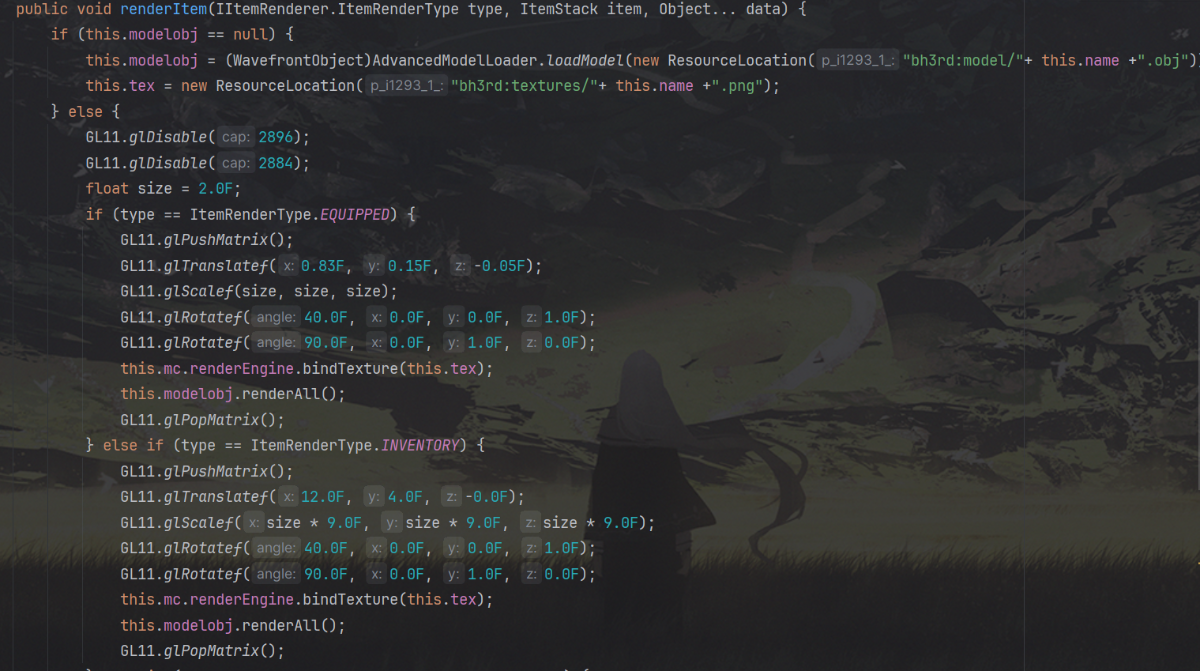 public void renderItem(IItemRenderer.ItemRenderType type, ItemStack item, Object... data) {
if (this.modelobj == null) {
this.modelobj = (WavefrontObject)AdvancedModelLoader.loadModel(new ResourceLocation( p_i1293_1_: "bh3rd:model/"+ this.name +".obj")
this.tex = new ResourceLocation( p_i1293_1_: "bh3rd:textures/"+ this.name +".png");
} else {
GL11.glDisable( cap: 2896);
GL11.glDisable( cap: 2884);
float size = 2.0F;
if (type == ItemRenderType.EQUIPPED) {
GL11.glPushMatrix();
GL11.glTranslatef( x: 0.83F, y: 0.15F, z: -0.05F);
GL11.glScalef(size, size, size);
GL11.glRotatef( angle: 40.0F, x: 0.0F, y: 0.0F, z: 1.0F);
GL11.glRotatef( angle: 90.0F, x: 0.0F, y: 1.0F, z: 0.0F);
this.mc.renderEngine.bindTexture(this.tex);
this.modelobj.renderAll();
GL11.glPopMatrix();
} else if (type == ItemRenderType.INVENTORY) {
GL11.glPushMatrix();
GL11.glTranslatef( x: 12.0F, y: 4.0F, z: -0.0F);
GL11.glScalef( x: size * 9.0F, y: size * 9.0F, z: size * 9.0F);
GL11.glRotatef( angle: 40.0F, x: 0.0F, y: 0.0F, z: 1.0F);
GL11.glRotatef( angle: 90.0F, x: 0.0F, y: 1.0F, z: 0.0F);
this.mc.renderEngine.bindTexture(this.tex);
this.modelobj.renderAll();
GL11.glPopMatrix();